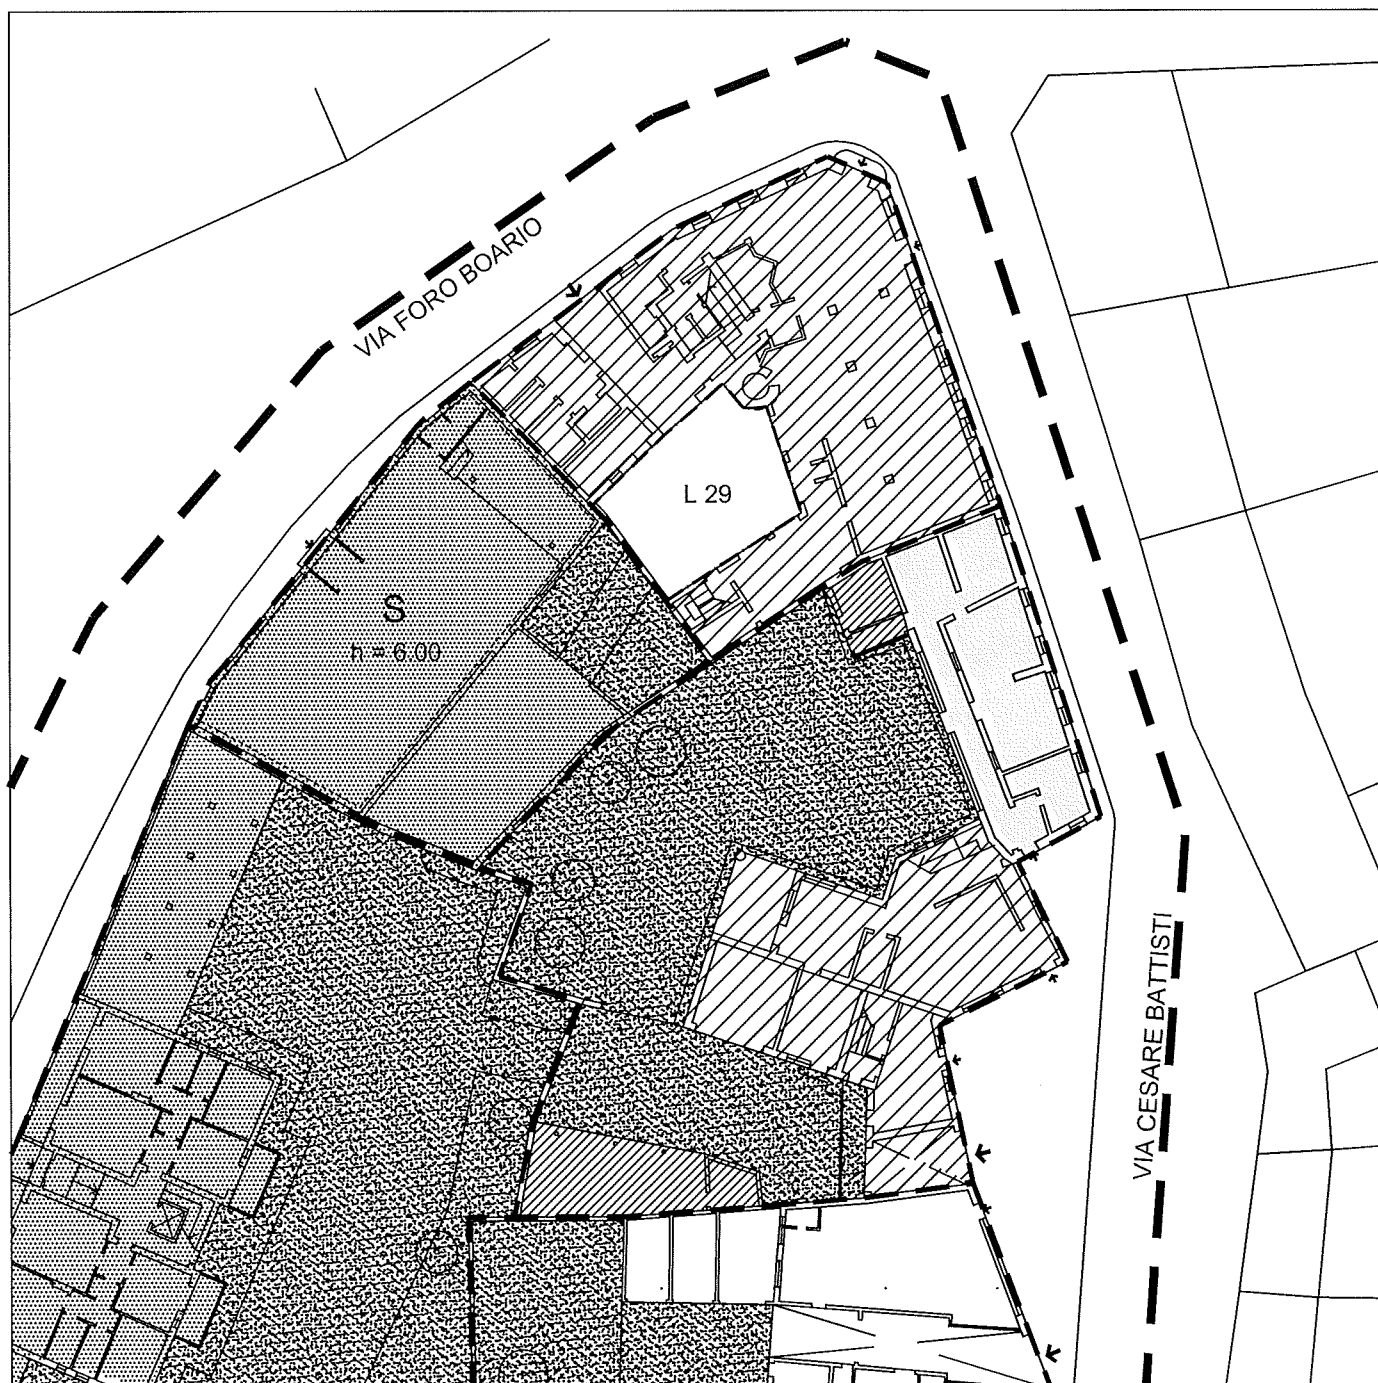 VIA FORO BOARIO
C
L 29
S
h = 6.00
VIA CESARE BATTISTI